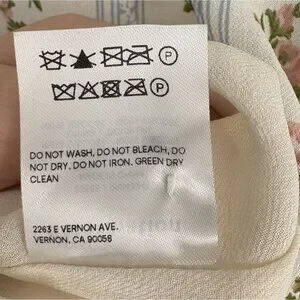 P
P
DO NOT WASH, DO NOT BLEACH, DO
NOT DRY. DO NOT IRON. GREEN DRY
CLEAN
2263 E VERNON AVE.
VERNON, CA 90058